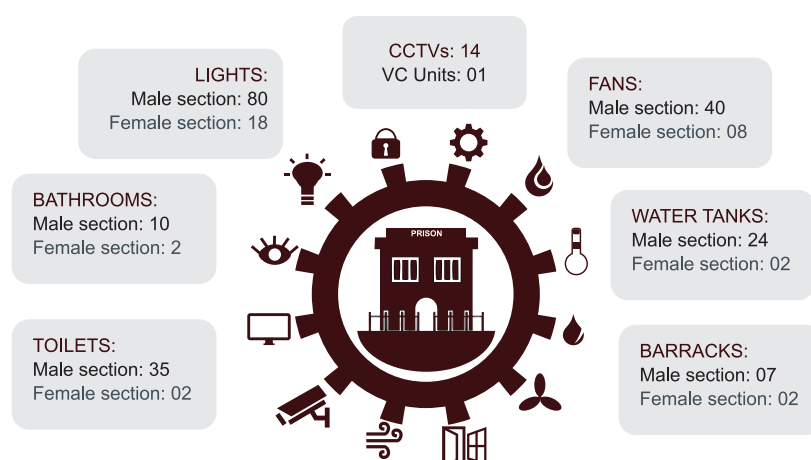 CCTVs: 14
VC Units: 01
LIGHTS:
Male section: 80
Female section: 18
FANS:
Male section: 40
Female section: 08
BATHROOMS:
Male section: 10
Female section: 2
WATER TANKS:
Male section: 24
Female section: 02
PRISON
TOILETS:
Male section: 35
Female section: 02
BARRACKS:
Male section: 07
Female section: 02